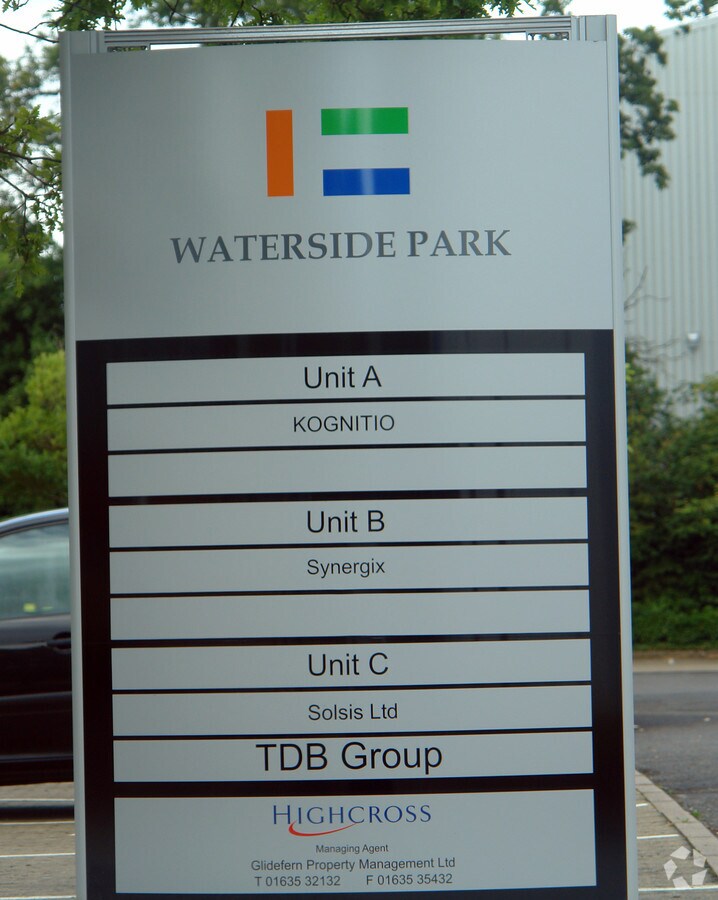 WATERSIDE PARK
Unit A
KOGNITIO
Unit B
Synergix
Unit C
Solsis Ltd
TDB Group
HIGHCROSS
Managing Agent
Glidefern Property Management Ltd
T 01635 32132 F 01635 35432